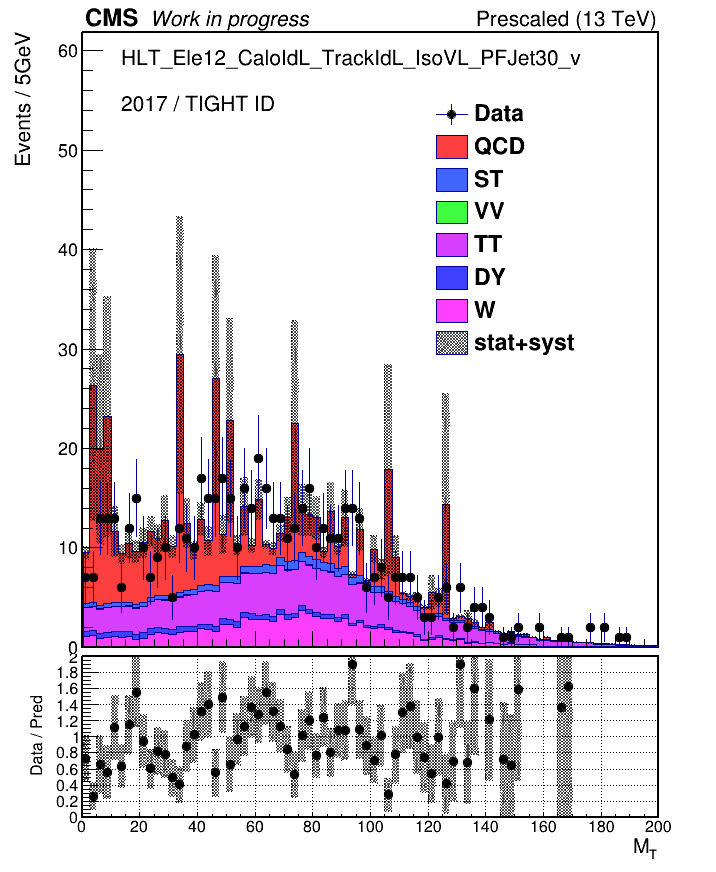 CMS Work in progress Prescaled (13 TeV)
HLT_Ele12_CaloIdL_TrackIdL_IsoVL_PFJet30_v
2017 / TIGHT ID
Data
QCD
ST
VV
TT
DY
W
stat+syst
Events / 5GeV
60
50
40
30
20
10
0
Data / Pred
2
1.8
1.6
1.4
1.2
1
0.8
0.6
0.4
0.2
0
0 20 40 60 80 100 120 140 160 180 200
M_T